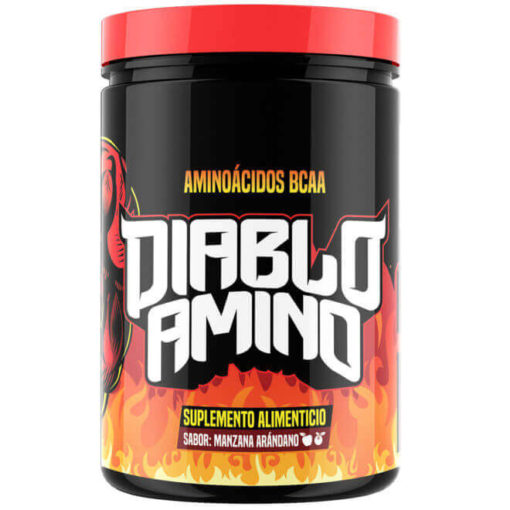 AMINOÁCIDOS BCAA
DIABLO
AMINO
SUPLEMENTO ALIMENTICIO
SABOR: MANZANA ARÁNDANO